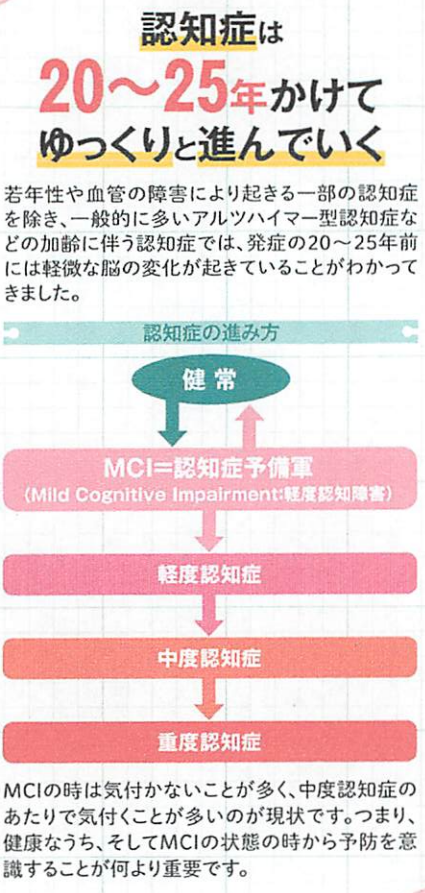 認知症は
20〜25年かけて
ゆっくりと進んでいく
若年性や血管の障害により起きる一部の認知症
を除き、一般的に多いアルツハイマー型認知症な
どの加齢に伴う認知症では、発症の20〜25年前
には軽微な脳の変化が起きていることがわかって
きました。
認知症の進み方
健常
MCI=認知症予備軍
(Mild Cognitive Impairment:軽度認知障害)
軽度認知症
中度認知症
重度認知症
MCIの時は気付かないことが多く、中度認知症の
あたりで気付くことが多いのが現状です。つまり、
健康なうち、そしてMCIの状態の時から予防を意
識することが何より重要です。